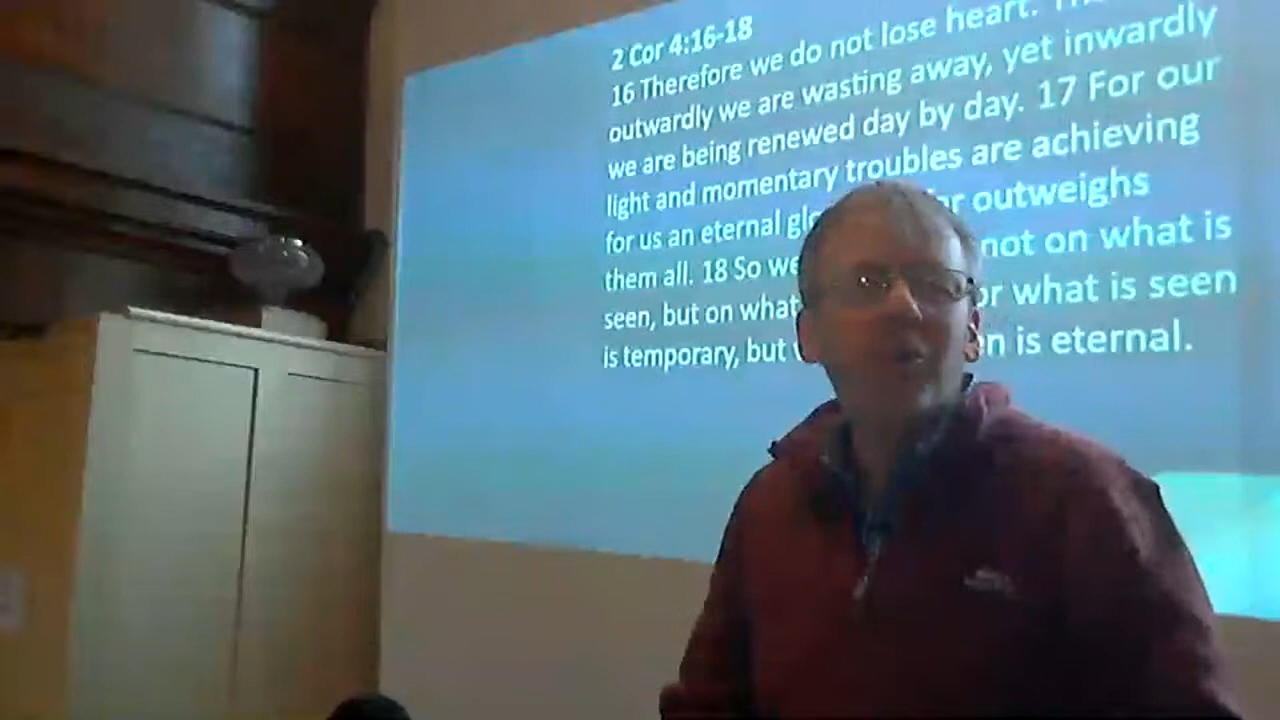 2 Cor 4:16-18
16 Therefore we do not lose heart.
outwardly we are wasting away, yet inwardly
we are being renewed day by day. 17 For our
light and momentary troubles are achieving
for us an eternal outweighs
them all. 18 So we not on what is
seen, but on what what is seen
is temporary, but is eternal.